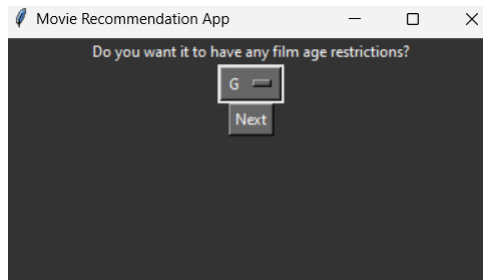 Movie Recommendation App
Do you want it to have any film age restrictions?
G
Next